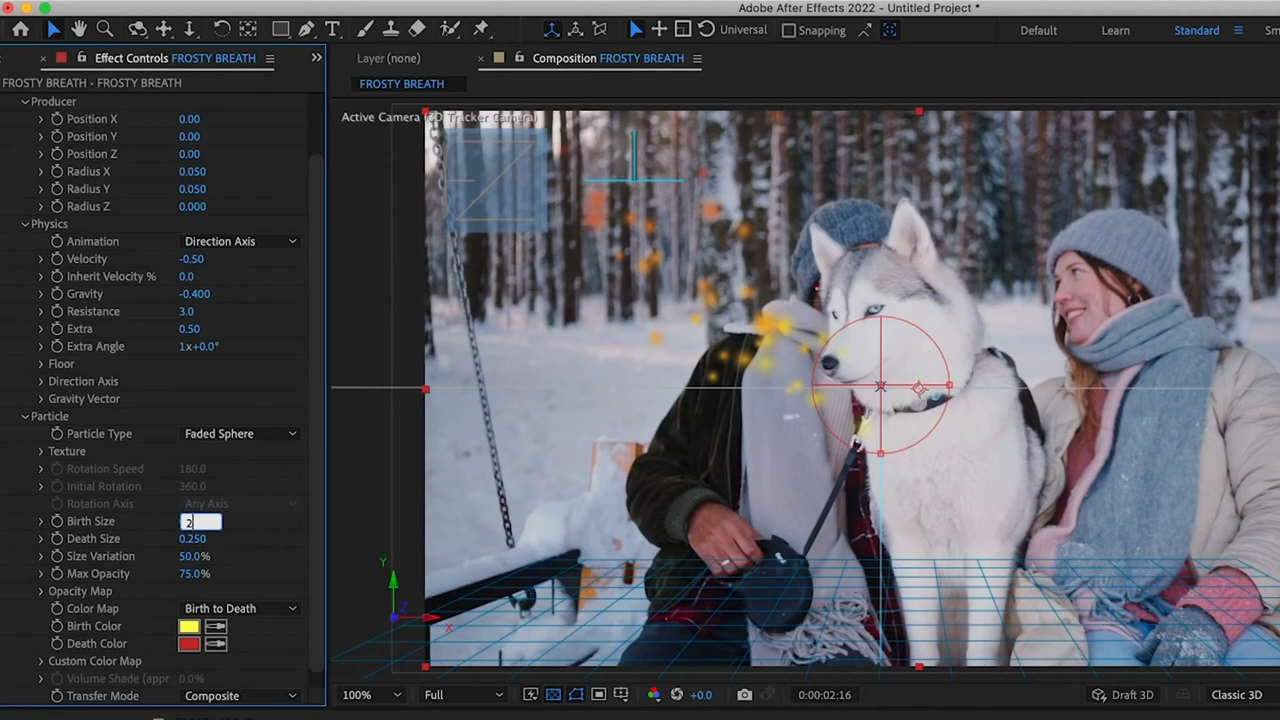 Adobe After Effects 2022 - Untitled Project *
Universal
Snapping
Default
Learn
Standard
Sm
Effect Controls FROSTY BREATH
FROSTY BREATH • FROSTY BREATH
Layer (none)
Composition FROSTY BREATH
FROSTY BREATH
Active Camera (3D Tracker Camera)
Producer
Position X 0.00
Position Y 0.00
Position Z 0.00
Radius X 0.050
Radius Y 0.050
Radius Z 0.000
Physics
Animation Direction Axis
Velocity -0.50
Inherit Velocity % 0.0
Gravity -0.400
Resistance 3.0
Extra 0.50
Extra Angle 1x+0.0°
Floor
Direction Axis
Gravity Vector
Particle
Particle Type Faded Sphere
Texture
Rotation Speed 180.0
Initial Rotation 360.0
Rotation Axis Any Axis
Birth Size 2
Death Size 0.250
Size Variation 50.0%
Max Opacity 75.0%
Opacity Map
Color Map Birth to Death
Birth Color
Death Color
Custom Color Map
Volume Shade (appr 0.0%
Transfer Mode Composite
Y
Z
X
100%
Full
+0.0
0:00:02:16
Draft 3D
Classic 3D